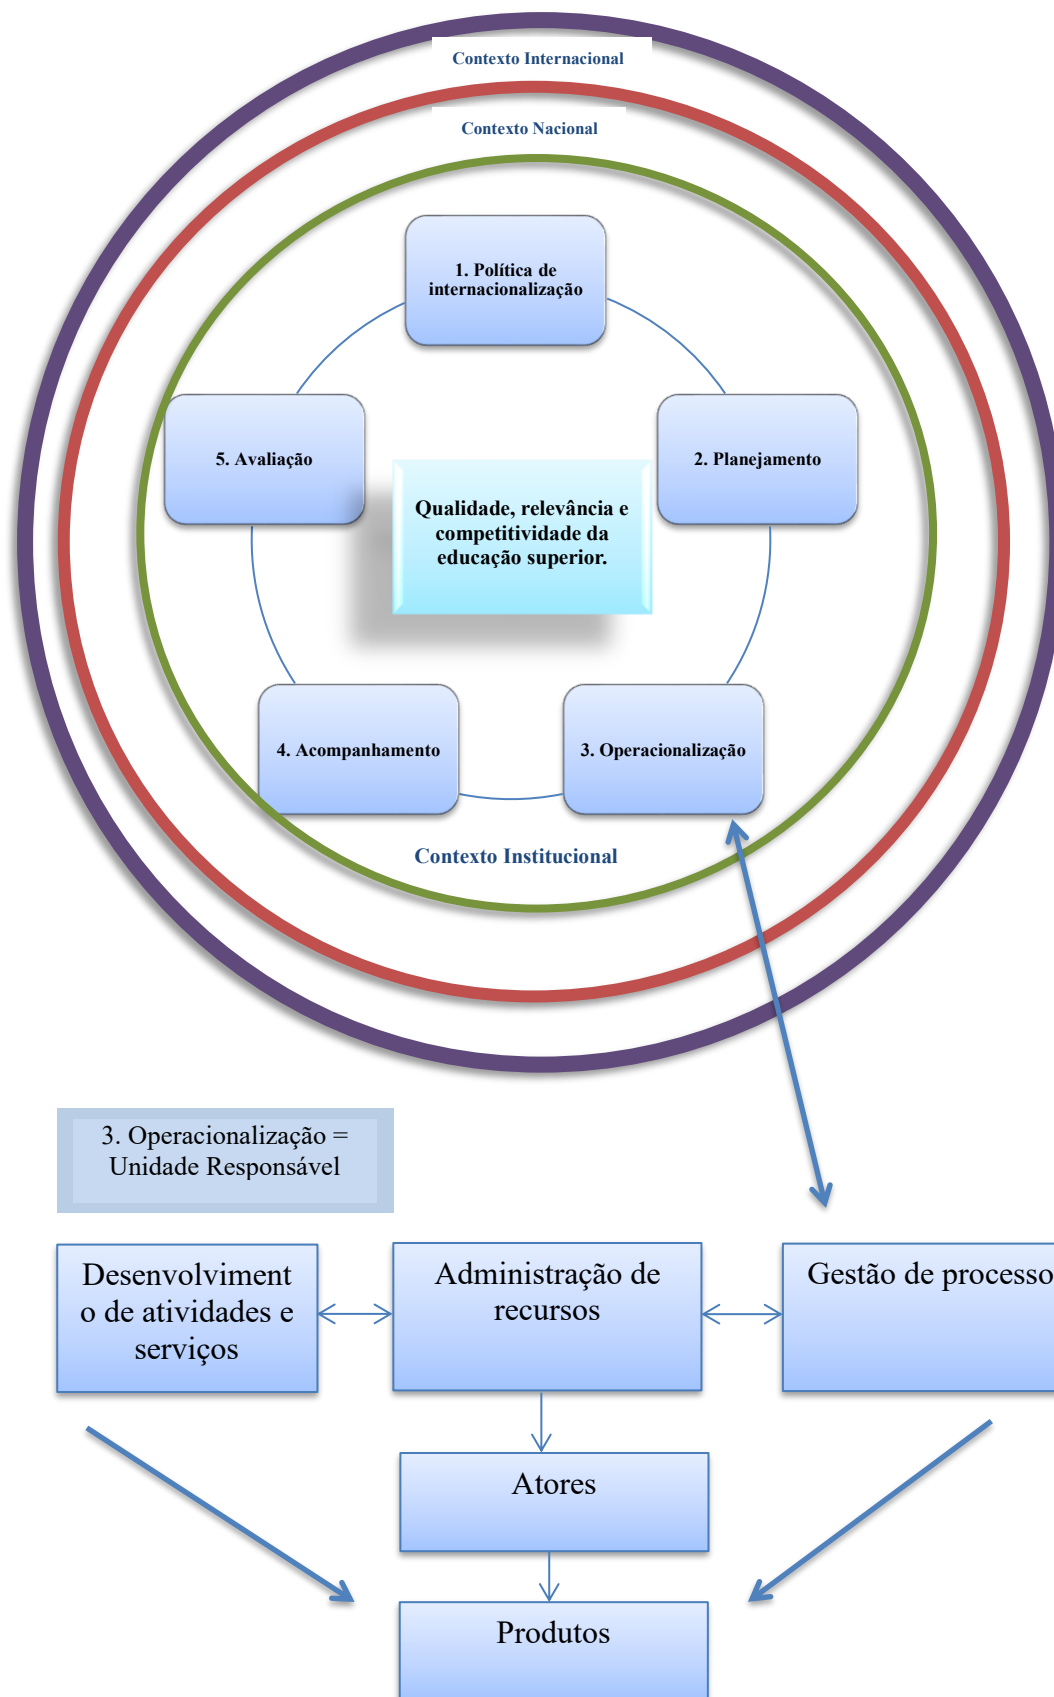 Contexto Internacional
Contexto Nacional
1. Política de
internacionalização
5. Avaliação
2. Planejamento
Qualidade, relevância e
competitividade da
educação superior.
4. Acompanhamento
3. Operacionalização
Contexto Institucional
3. Operacionalização =
Unidade Responsável
Desenvolviment
o de atividades e
serviços
Administração de
recursos
Gestão de processo
Atores
Produtos